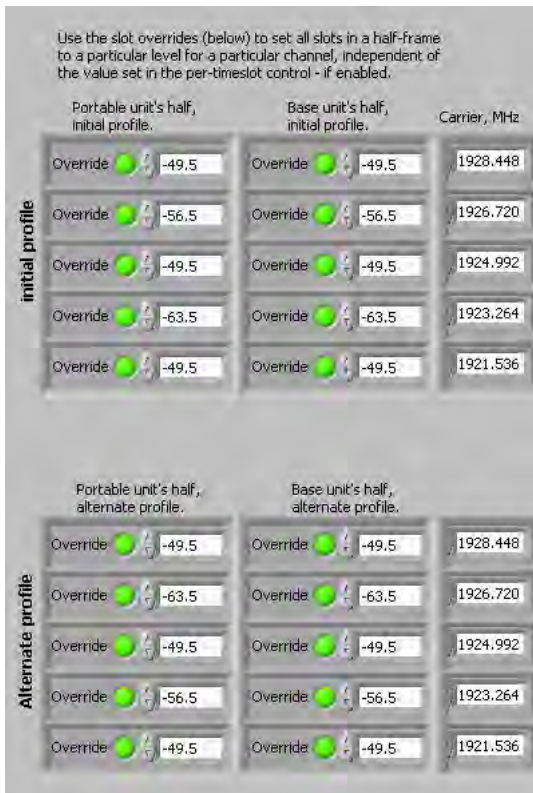 Use the slot overrides (below) to set all slots in a half-frame
to a particular level for a particular channel, independent of
the value set in the per-timeslot control - if enabled.
Portable unit's half, Base unit's half,
initial profile. initial profile. Carrier, MHz
initial profile
Override -49.5 Override -49.5 1928.448
Override -56.5 Override -56.5 1926.720
Override -49.5 Override -49.5 1924.992
Override -63.5 Override -63.5 1923.264
Override -49.5 Override -49.5 1921.536
Portable unit's half, Base unit's half,
alternate profile. alternate profile.
Alternate profile
Override -49.5 Override -49.5 1928.448
Override -63.5 Override -63.5 1926.720
Override -49.5 Override -49.5 1924.992
Override -56.5 Override -56.5 1923.264
Override -49.5 Override -49.5 1921.536